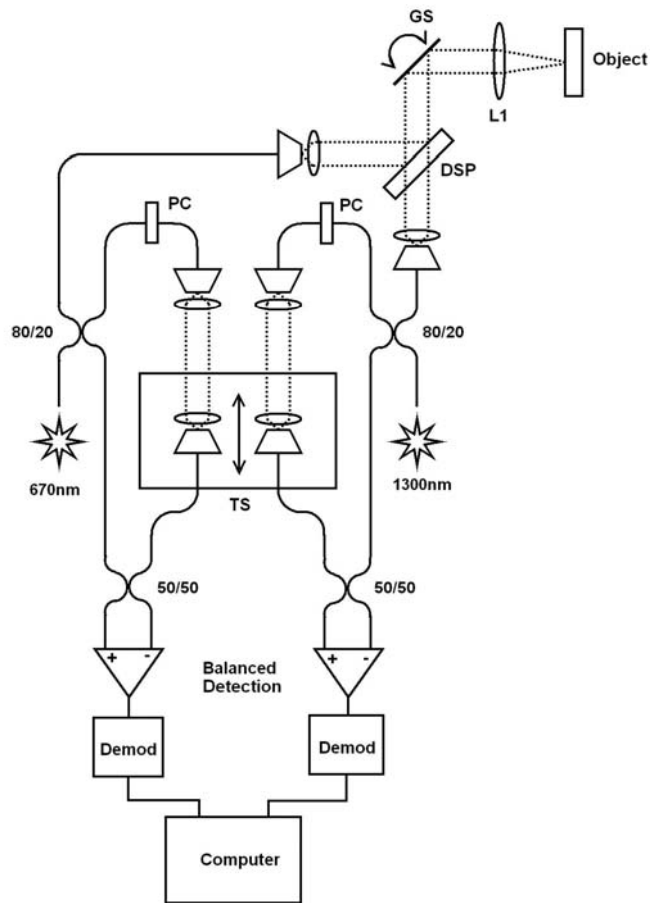 GS
Object
L1
DSP
PC
PC
80/20
80/20
670nm
1300nm
TS
50/50
50/50
+ -
+ -
Balanced
Detection
Demod
Demod
Computer